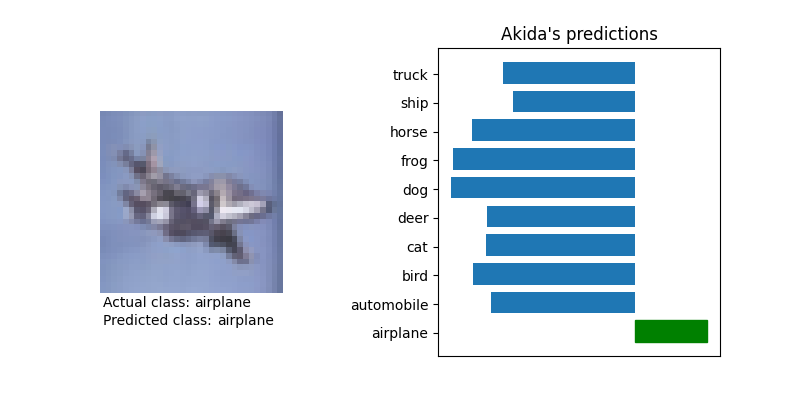 Akida's predictions
truck
ship
horse
frog
dog
deer
cat
bird
automobile
airplane
Actual class: airplane
Predicted class: airplane